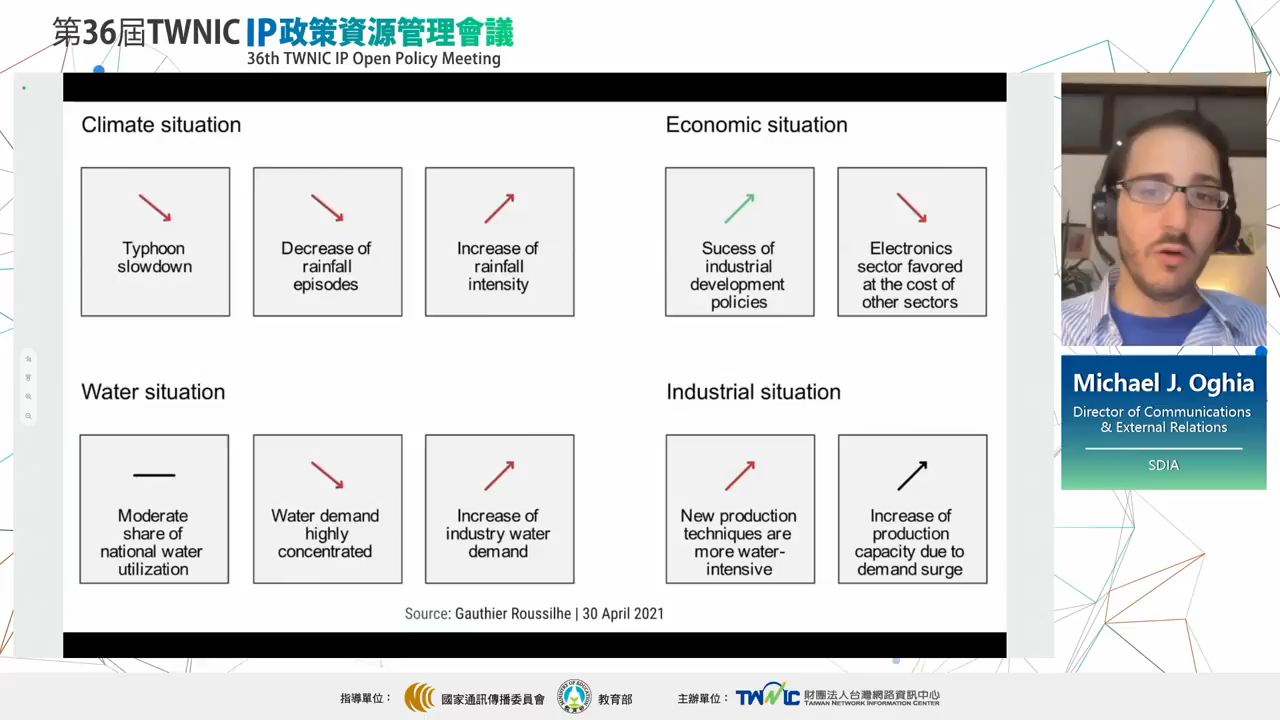 第36屆TWNIC IP政策資源管理會議
36th TWNIC IP Open Policy Meeting
Climate situation
Typhoon
slowdown
Decrease of
rainfall
episodes
Increase of
rainfall
intensity
Economic situation
Sucess of
industrial
development
policies
Electronics
sector favored
at the cost of
other sectors
Water situation
Moderate
share of
national water
utilization
Water demand
highly
concentrated
Increase of
industry water
demand
Industrial situation
New production
techniques are
more water-
intensive
Increase of
production
capacity due to
demand surge
Source: Gauthier Roussilhe | 30 April 2021
Michael J. Oghia
Director of Communications
& External Relations
SDIA
指導單位：
國家通訊傳播委員會
教育部
主辦單位：
TWNIC
財團法人台灣網路資訊中心
TAIWAN NETWORK INFORMATION CENTER